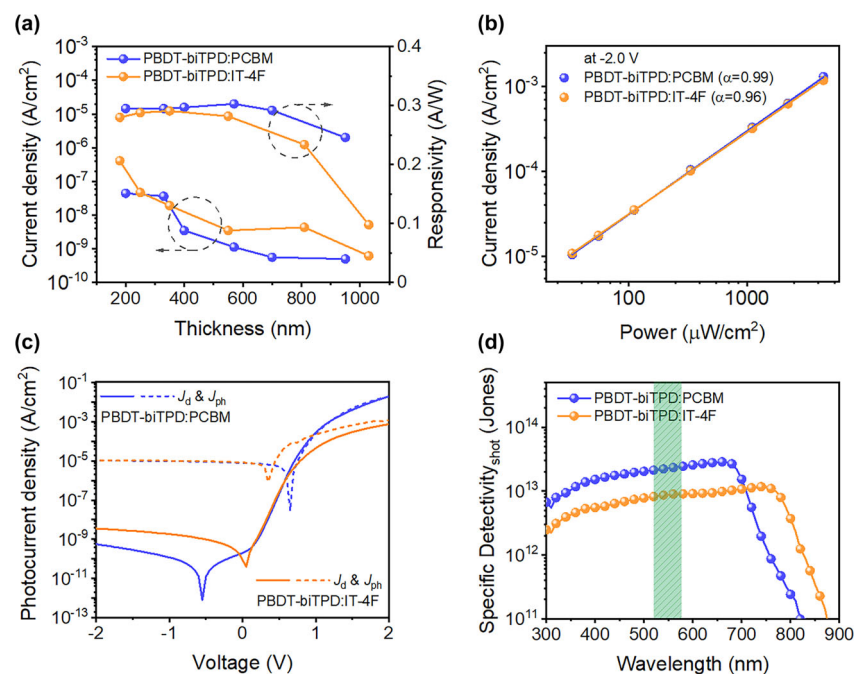 (a)
PBDT-biTPD:PCBM
PBDT-biTPD:IT-4F
Current density (A/cm²)
10⁻³
10⁻⁴
10⁻⁵
10⁻⁶
10⁻⁷
10⁻⁸
10⁻⁹
10⁻¹⁰
0.4
0.3
0.2
0.1
0
Responsivity (A/W)
200 400 600 800 1000
Thickness (nm)
(b)
at -2.0 V
PBDT-biTPD:PCBM (α=0.99)
PBDT-biTPD:IT-4F (α=0.96)
Current density (A/cm²)
10⁻³
10⁻⁴
10⁻⁵
100 1000
Power (μW/cm²)
(c)
J_d & J_ph
PBDT-biTPD:PCBM
Photocurrent density (A/cm²)
10⁻¹
10⁻³
10⁻⁵
10⁻⁷
10⁻⁹
10⁻¹¹
10⁻¹³
J_d & J_ph
PBDT-biTPD:IT-4F
-2 -1 0 1 2
Voltage (V)
(d)
PBDT-biTPD:PCBM
PBDT-biTPD:IT-4F
Specific Detectivity_shot (Jones)
10¹⁴
10¹³
10¹²
10¹¹
300 400 500 600 700 800 900
Wavelength (nm)